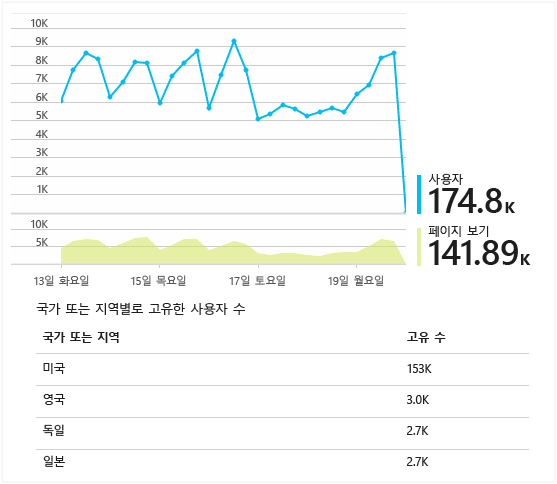 10K
9K
8K
7K
6K
5K
4K
3K
2K
1K
사용자
174.8K
10K
5K
페이지 보기
141.89K
13일 화요일 15일 목요일 17일 토요일 19일 월요일
국가 또는 지역별로 고유한 사용자 수
국가 또는 지역 고유 수
미국 153K
영국 3.0K
독일 2.7K
일본 2.7K